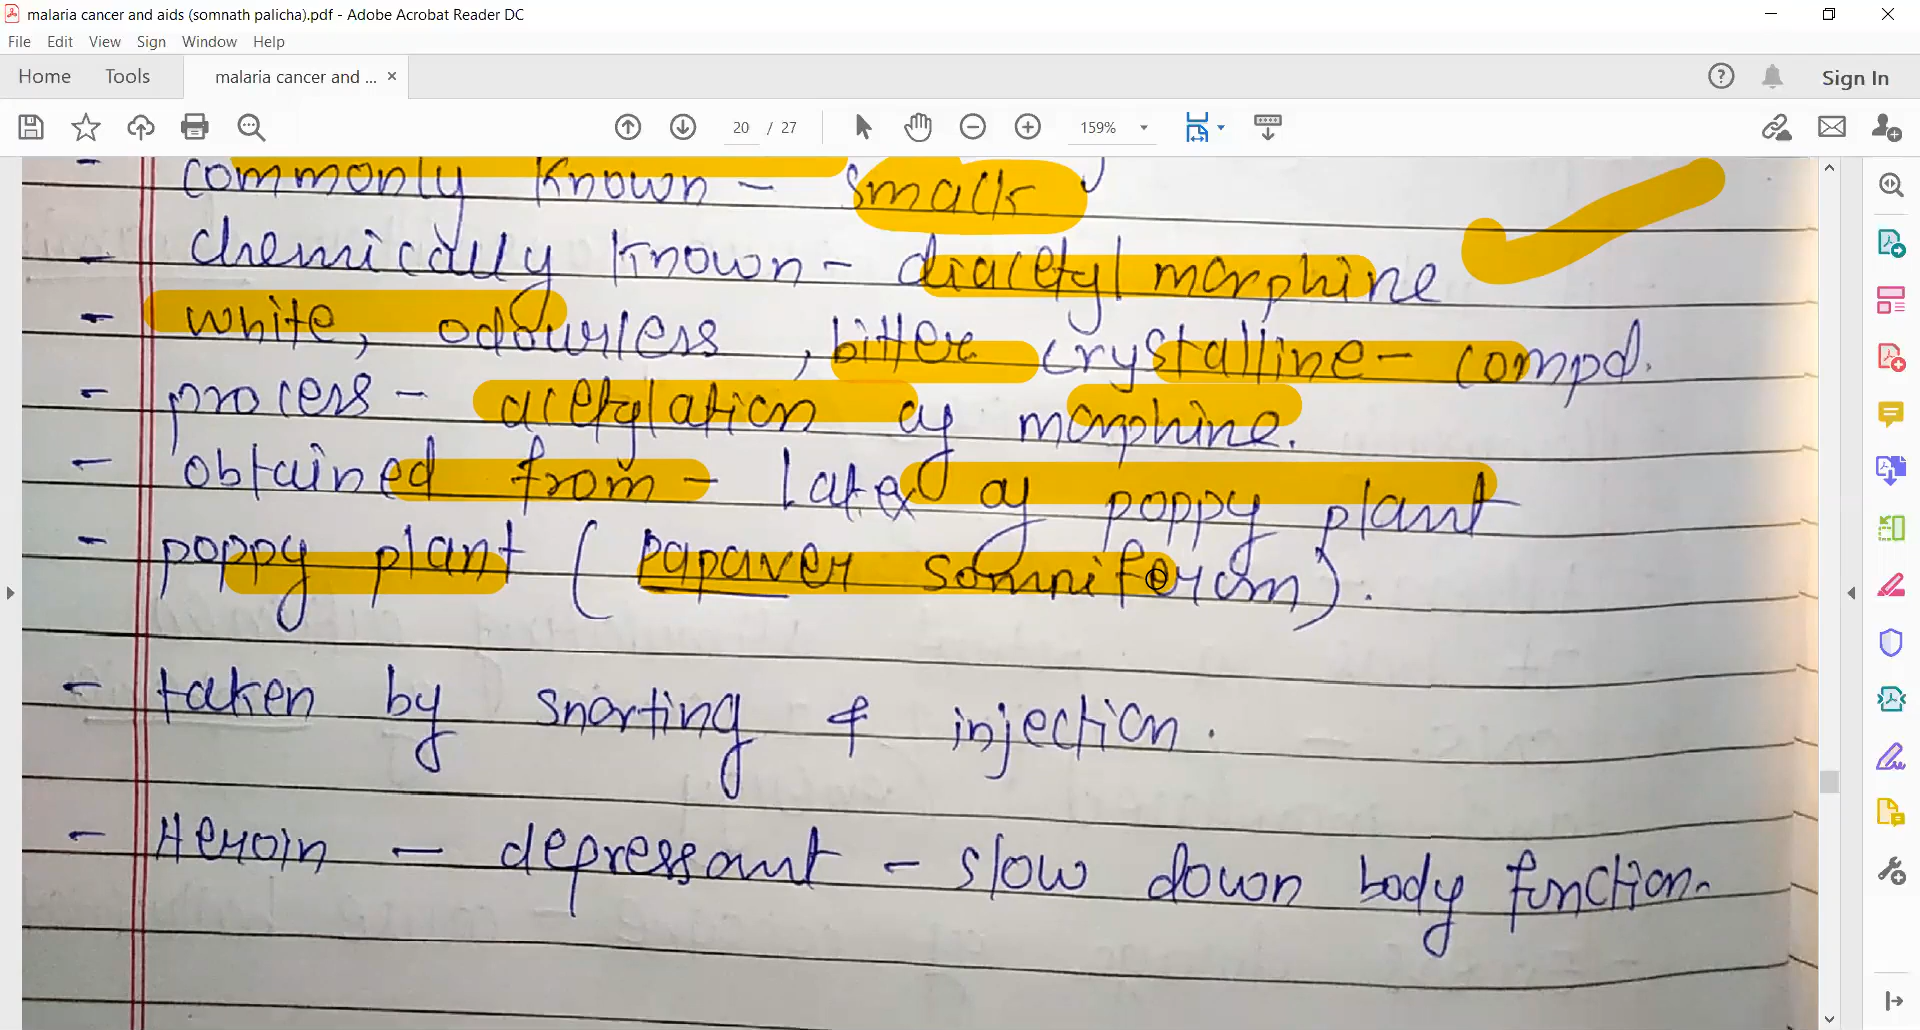 malaria cancer and aids (somnath palicha).pdf - Adobe Acrobat Reader DC
File Edit View Sign Window Help
Home Tools malaria cancer and ... × Sign In
20 / 27 159%
- commonly known - smack
- chemically known - diacetylmorphine
- white, odourless, bitter crystalline - compd.
- process - acetylation of morphine.
- obtained from - Latex of poppy plant
- poppy plant (Papaver somniferum).
- taken by snorting & injection.
- Heroin - depressant - slow down body function.